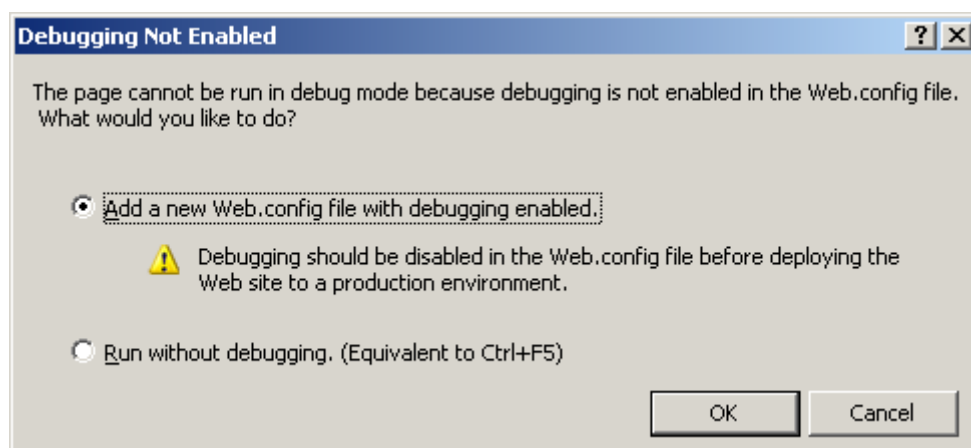 Debugging Not Enabled
The page cannot be run in debug mode because debugging is not enabled in the Web.config file.
What would you like to do?
Add a new Web.config file with debugging enabled.
Debugging should be disabled in the Web.config file before deploying the
Web site to a production environment.
Run without debugging. (Equivalent to Ctrl+F5)
OK Cancel